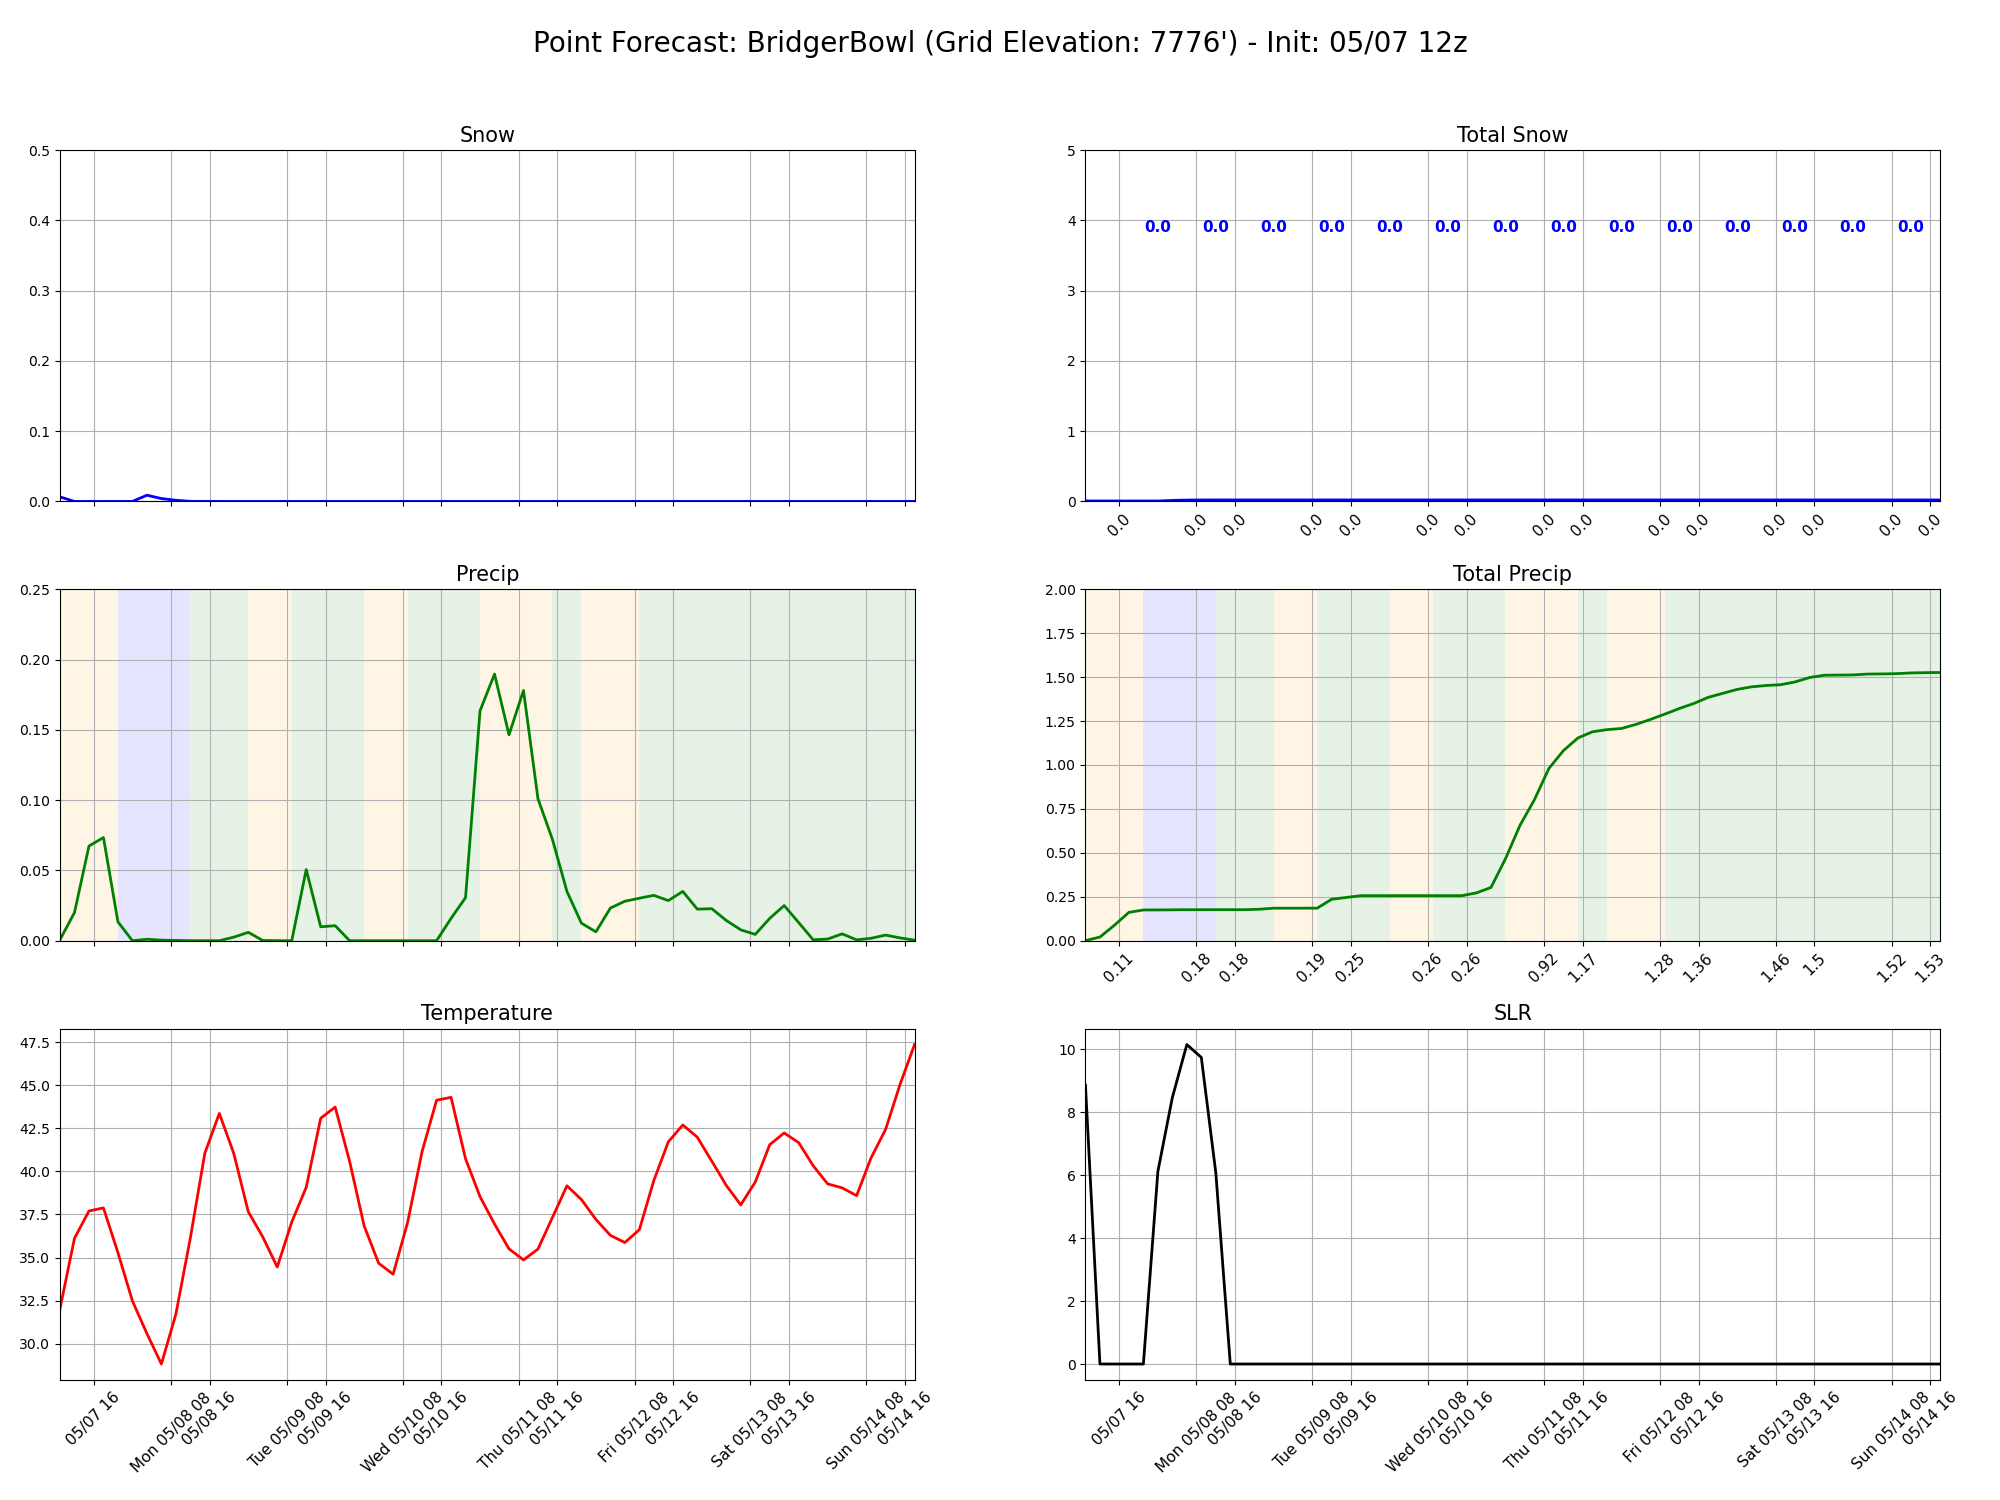 Point Forecast: BridgerBowl (Grid Elevation: 7776') - Init: 05/07 12z
Snow
0.5
0.4
0.3
0.2
0.1
0.0
Total Snow
5
4
3
2
1
0
0.0 0.0 0.0 0.0 0.0 0.0 0.0 0.0 0.0 0.0 0.0 0.0 0.0 0.0
0.0 0.0 0.0 0.0 0.0 0.0 0.0 0.0 0.0 0.0 0.0 0.0 0.0 0.0 0.0
Precip
0.25
0.20
0.15
0.10
0.05
0.00
Total Precip
2.00
1.75
1.50
1.25
1.00
0.75
0.50
0.25
0.00
0.11 0.18 0.18 0.19 0.25 0.26 0.26 0.92 1.17 1.28 1.36 1.46 1.5 1.52 1.53
Temperature
47.5
45.0
42.5
40.0
37.5
35.0
32.5
30.0
05/07 16
Mon 05/08 08
05/08 16
Tue 05/09 08
05/09 16
Wed 05/10 08
05/10 16
Thu 05/11 08
05/11 16
Fri 05/12 08
05/12 16
Sat 05/13 08
05/13 16
Sun 05/14 08
05/14 16
SLR
10
8
6
4
2
0
05/07 16
Mon 05/08 08
05/08 16
Tue 05/09 08
05/09 16
Wed 05/10 08
05/10 16
Thu 05/11 08
05/11 16
Fri 05/12 08
05/12 16
Sat 05/13 08
05/13 16
Sun 05/14 08
05/14 16